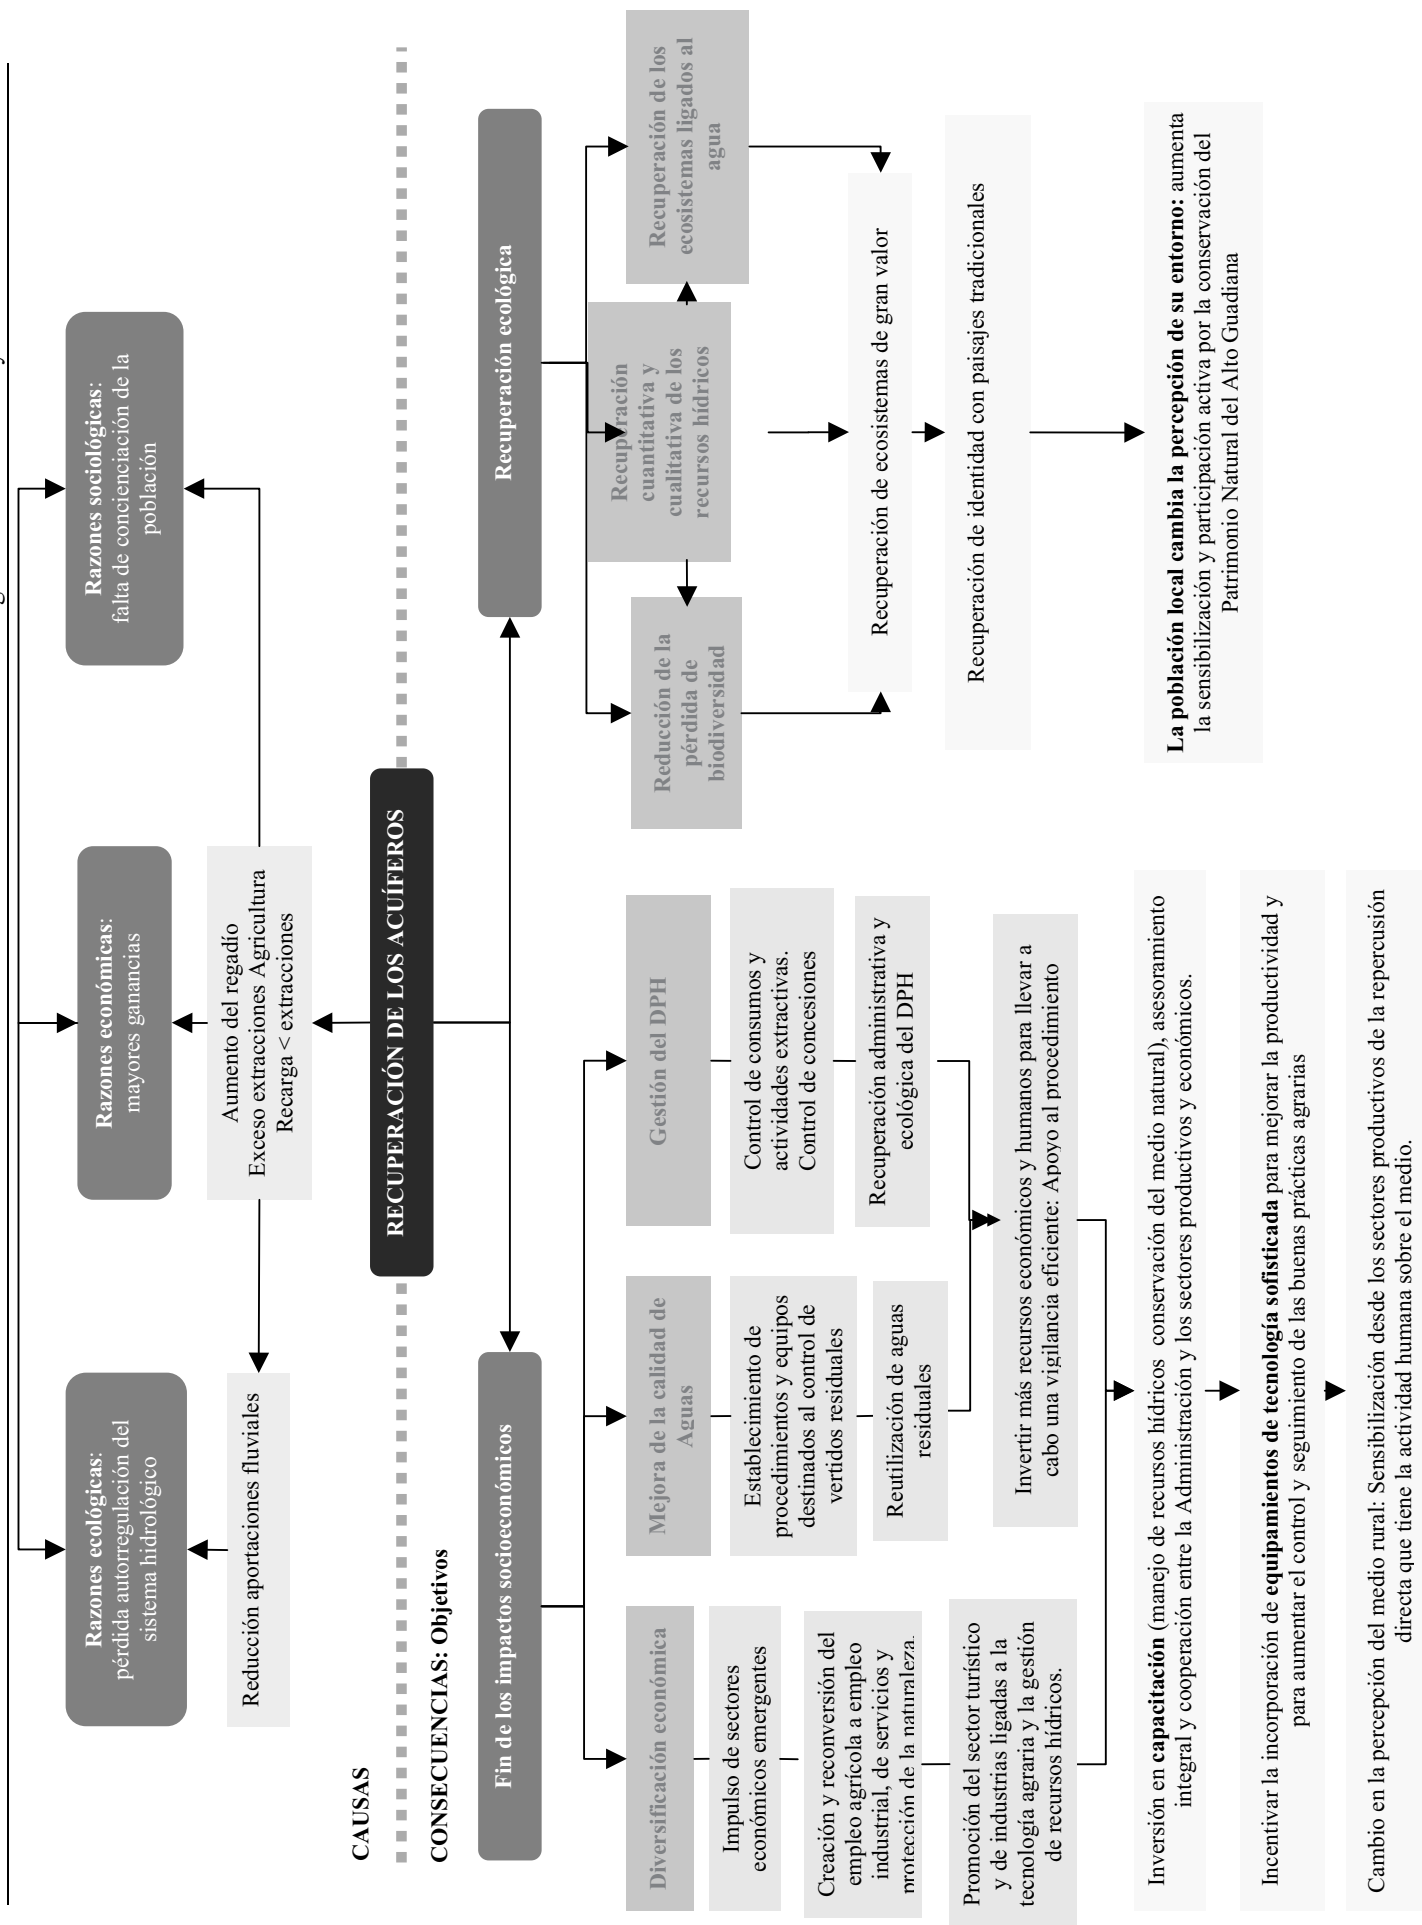 Razones ecológicas:
pérdida autorregulación del
sistema hidrológico
Razones económicas:
mayores ganancias
Razones sociológicas:
falta de concienciación de la
población
Reducción aportaciones fluviales
Aumento del regadío
Exceso extracciones Agricultura
Recarga < extracciones
CAUSAS
RECUPERACIÓN DE LOS ACUÍFEROS
CONSECUENCIAS: Objetivos
Fin de los impactos socioeconómicos
Recuperación ecológica
Diversificación económica
Impulso de sectores
económicos emergentes
Creación y reconversión del
empleo agrícola a empleo
industrial, de servicios y
protección de la naturaleza.
Promoción del sector turístico
y de industrias ligadas a la
tecnología agraria y la gestión
de recursos hídricos.
Mejora de la calidad de
Aguas
Establecimiento de
procedimientos y equipos
destinados al control de
vertidos residuales
Reutilización de aguas
residuales
Gestión del DPH
Control de consumos y
actividades extractivas.
Control de concesiones
Recuperación administrativa y
ecológica del DPH
Invertir más recursos económicos y humanos para llevar a
cabo una vigilancia eficiente: Apoyo al procedimiento
Inversión en capacitación (manejo de recursos hídricos  conservación del medio natural), asesoramiento
integral y cooperación entre la Administración y los sectores productivos y económicos.
Incentivar la incorporación de equipamientos de tecnología sofisticada para mejorar la productividad y
para aumentar el control y seguimiento de las buenas prácticas agrarias
Cambio en la percepción del medio rural: Sensibilización desde los sectores productivos de la repercusión
directa que tiene la actividad humana sobre el medio.
Reducción de la
pérdida de
biodiversidad
Recuperación
cuantitativa y
cualitativa de los
recursos hídricos
Recuperación de los
ecosistemas ligados al
agua
Recuperación de ecosistemas de gran valor
Recuperación de identidad con paisajes tradicionales
La población local cambia la percepción de su entorno: aumenta
la sensibilización y participación activa por la conservación del
Patrimonio Natural del Alto Guadiana